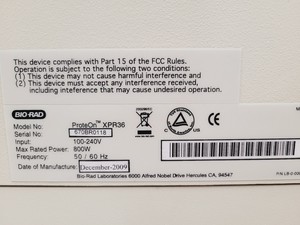 This device complies with Part 15 of the FCC Rules.
Operation is subject to the following two conditions:
(1) This device may not cause harmful interference and
(2) This device must accept any interference received,
including interference that may cause undesired operation.
BIO-RAD
Model No: ProteOn™ XPR36
Serial No: 670BR0118
Input: 100-240V
Max Rated Power: 800W
Frequency: 50 / 60 Hz
Date of Manufacture: December-2009
Bio-Rad Laboratories 6000 Alfred Nobel Drive Hercules CA, 94547